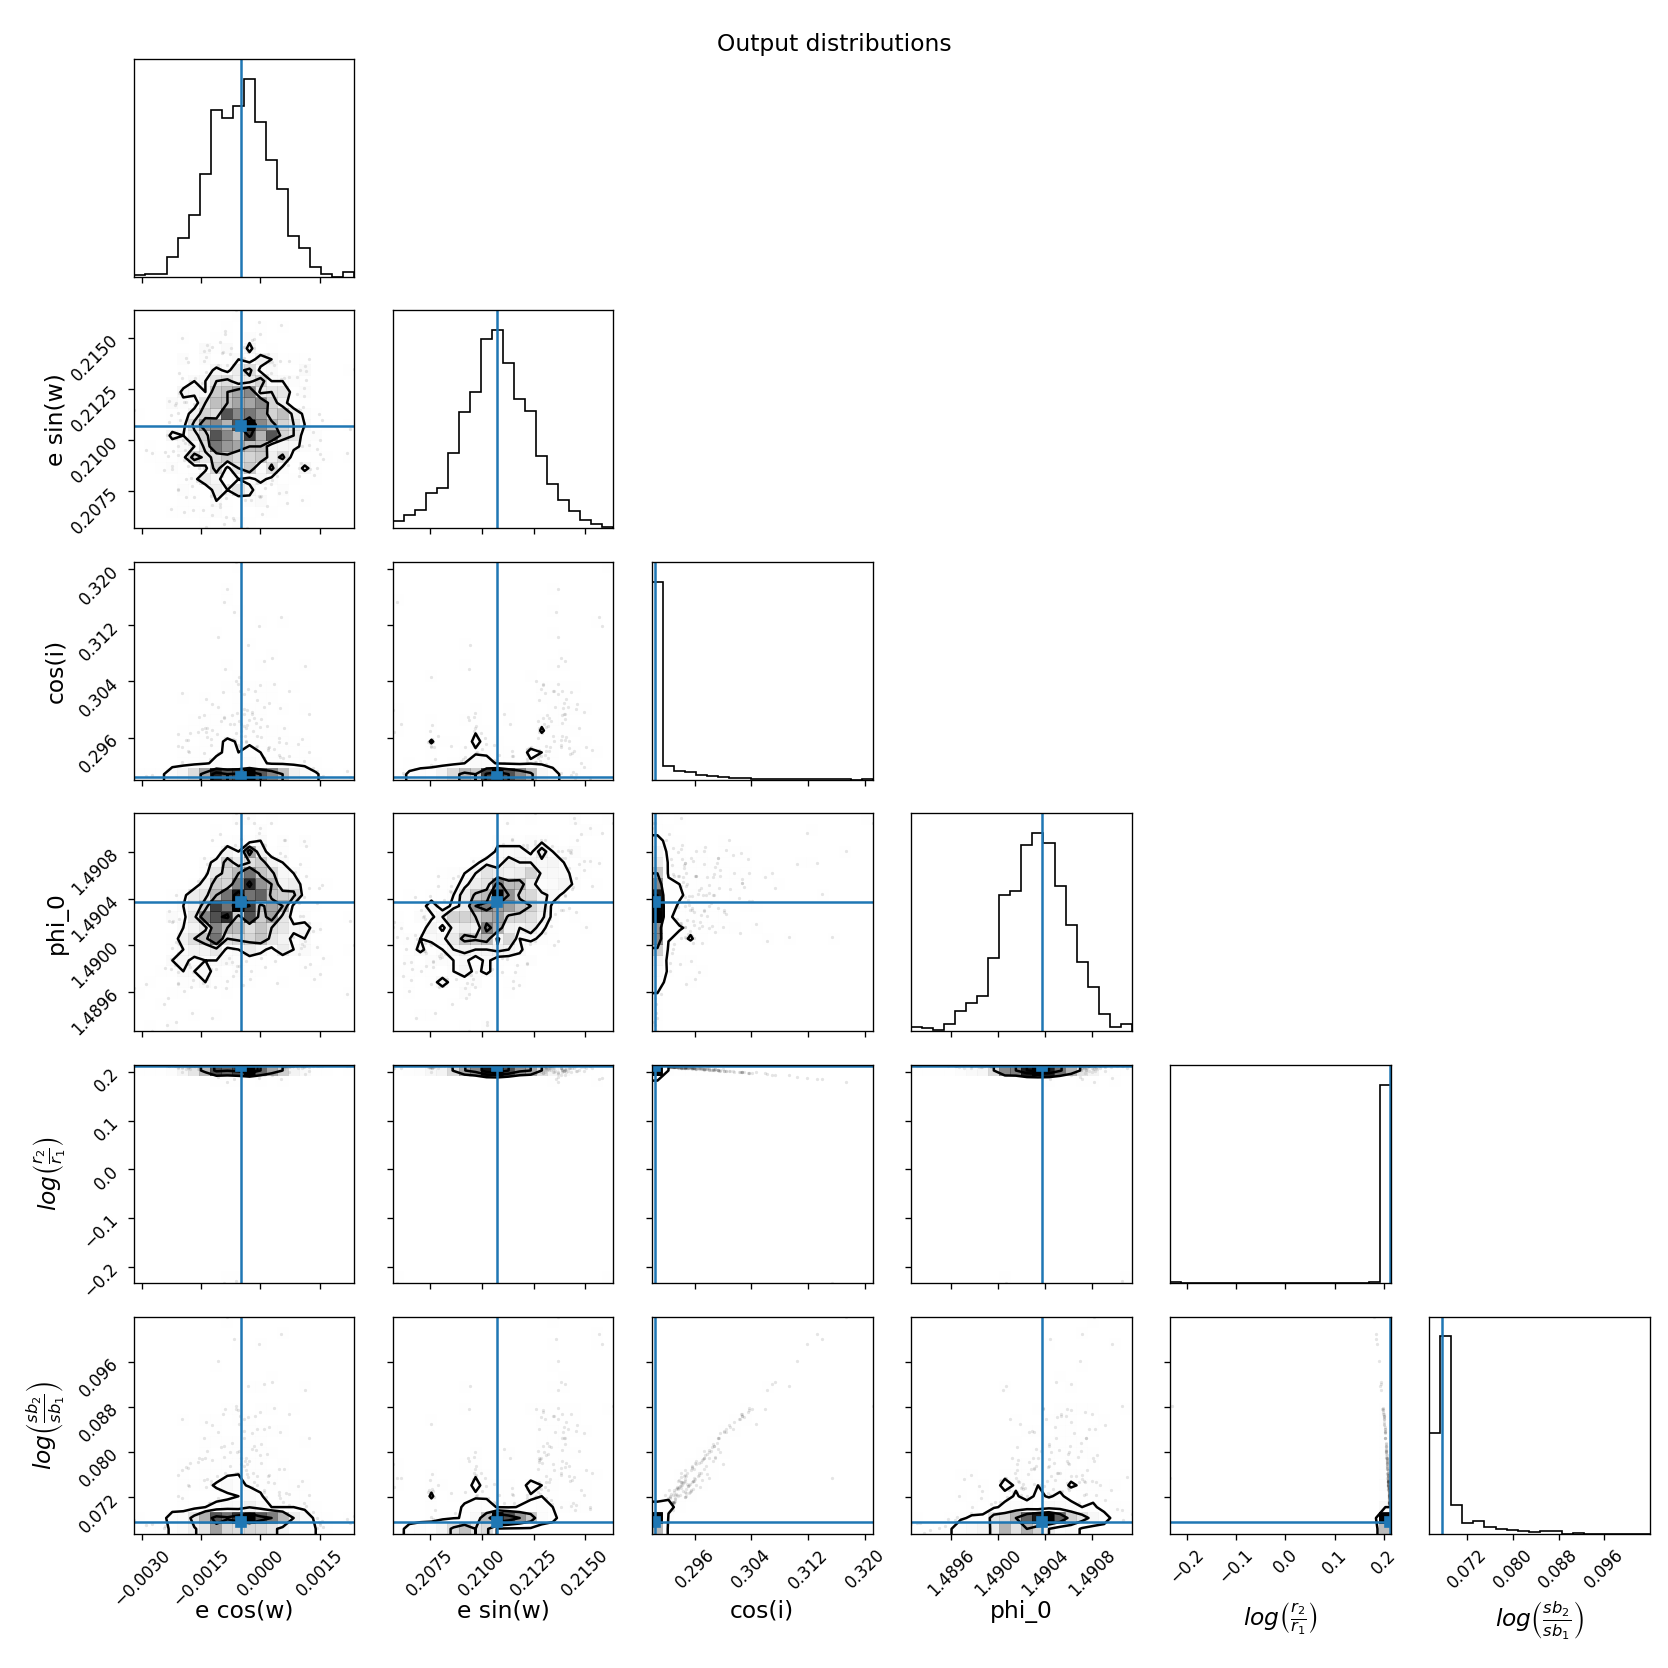 Output distributions
e sin(w)
0.2150
0.2125
0.2100
0.2075
cos(i)
0.320
0.312
0.304
0.296
phi_0
1.4908
1.4904
1.4900
1.4896
log(r₂/r₁)
0.2
0.1
0.0
−0.1
−0.2
log(sb₂/sb₁)
0.096
0.088
0.080
0.072
−0.0030 −0.0015 0.0000 0.0015
0.2075 0.2100 0.2125 0.2150
0.296 0.304 0.312 0.320
1.4896 1.4900 1.4904 1.4908
−0.2 −0.1 0.0 0.1 0.2
0.072 0.080 0.088 0.096
e cos(w) e sin(w) cos(i) phi_0 log(r₂/r₁) log(sb₂/sb₁)